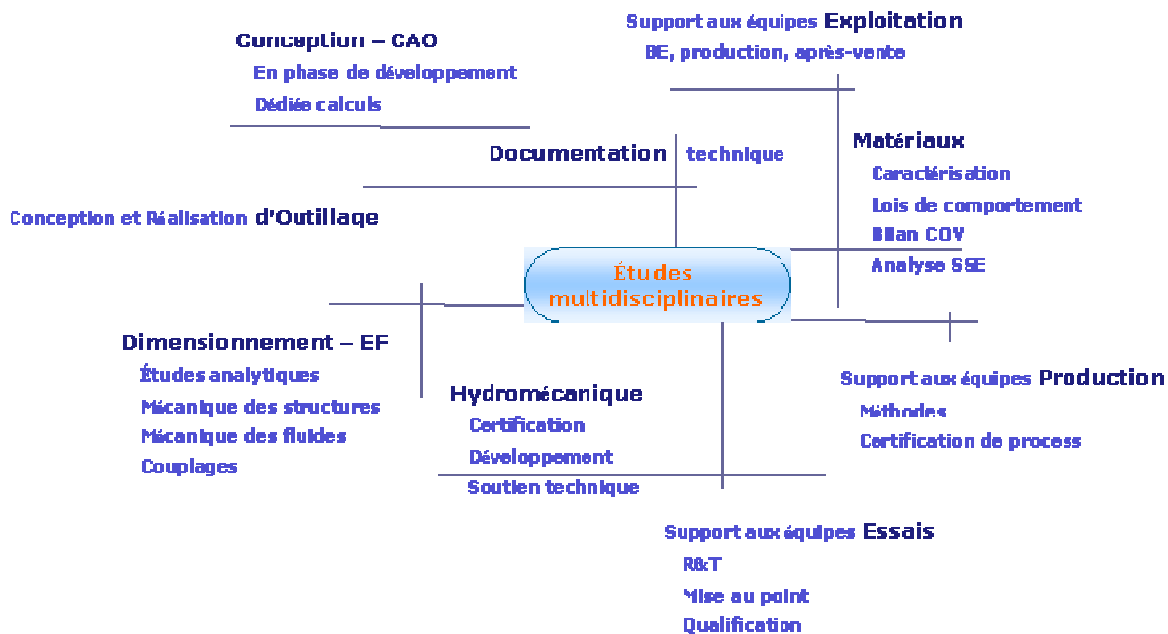 Support aux équipes Exploitation
BE, production, après-vente
Conception – CAO
En phase de développement
Dédiée calculs
Documentation technique
Matériaux
Caractérisation
Lois de comportement
Bilan COV
Analyse SSE
Conception et Réalisation d'Outillage
Études
multidisciplinaires
Dimensionnement – EF
Études analytiques
Mécanique des structures
Mécanique des fluides
Couplages
Hydromécanique
Certification
Développement
Soutien technique
Support aux équipes Production
Méthodes
Certification de process
Support aux équipes Essais
R&T
Mise au point
Qualification